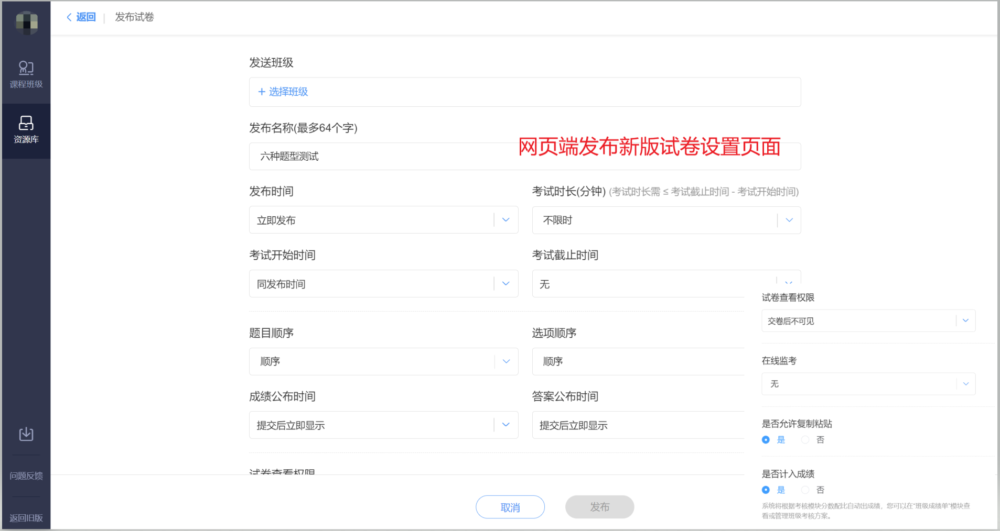 返回 | 发布试卷
课程班级
资源库
问题反馈
返回旧版
发送班级
+ 选择班级
发布名称(最多64个字)
网页端发布新版试卷设置页面
六种题型测试
发布时间
考试时长(分钟) (考试时长需 ≤ 考试截止时间 - 考试开始时间)
立即发布
不限时
考试开始时间
考试截止时间
同发布时间
无
题目顺序
选项顺序
顺序
顺序
成绩公布时间
答案公布时间
提交后立即显示
提交后立即显示
试卷查看权限
取消
发布
试卷查看权限
交卷后不可见
在线监考
无
是否允许复制粘贴
是 否
是否计入成绩
是 否
系统将根据考核模块分数配比自动出成绩，您可以在“班级成绩单”模块查
看或管理班级考核方案。